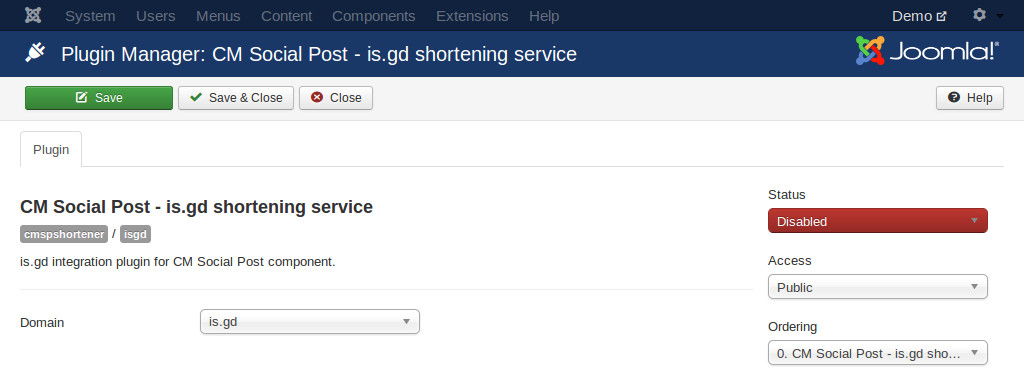 System Users Menus Content Components Extensions Help Demo
Plugin Manager: CM Social Post - is.gd shortening service Joomla!®
Save Save & Close Close Help
Plugin
CM Social Post - is.gd shortening service
cmspshortener / isgd
is.gd integration plugin for CM Social Post component.
Domain is.gd
Status
Disabled
Access
Public
Ordering
0. CM Social Post - is.gd sho...